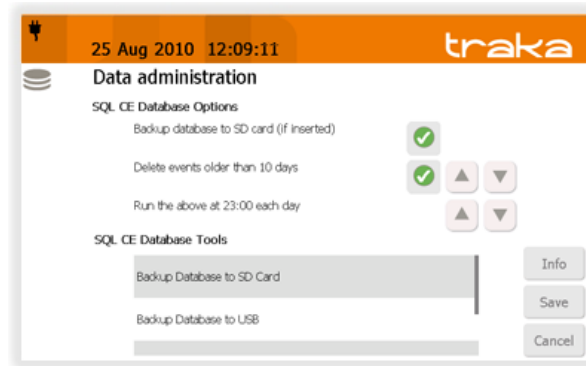 25 Aug 2010 12:09:11
traka
Data administration
SQL CE Database Options
Backup database to SD card (if inserted)
Delete events older than 10 days
Run the above at 23:00 each day
SQL CE Database Tools
Backup Database to SD Card
Backup Database to USB
Info
Save
Cancel